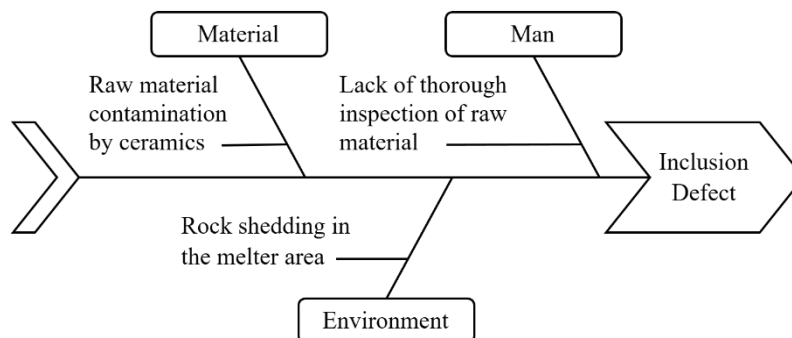 Material
Man
Raw material
contamination
by ceramics
Lack of thorough
inspection of raw
material
Inclusion
Defect
Rock shedding in
the melter area
Environment